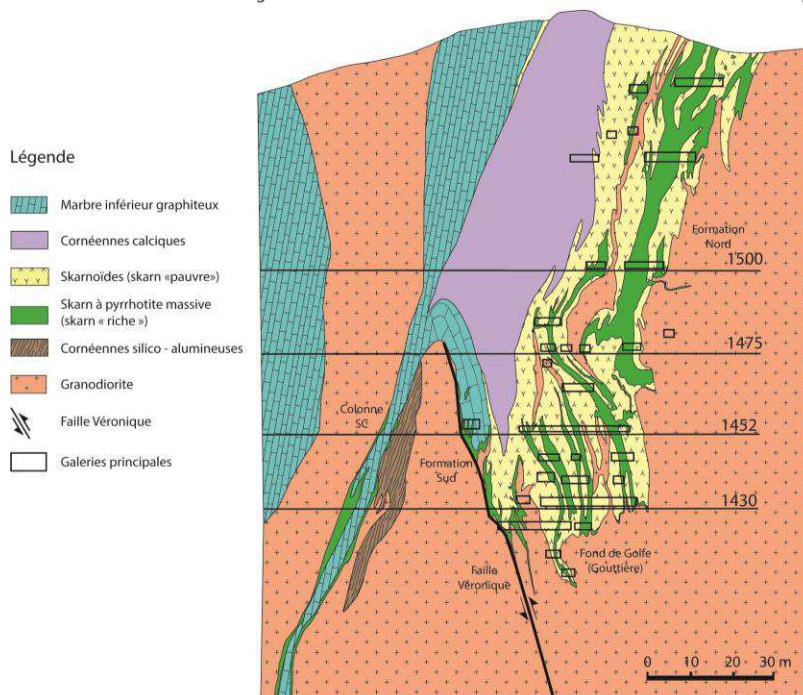 Légende
Marbre inférieur graphiteux
Cornéennes calciques
Skarnoïdes (skarn «pauvre»)
Skarn à pyrrhotite massive
(skarn « riche »)
Cornéennes silico - alumineuses
Granodiorite
Faille Véronique
Galeries principales
Formation
Nord
1500
1475
Colonne
SC
1452
Formation
Sud
1430
Fond de Golfe
(Gouttière)
Faille
Véronique
0 10 20 30 m